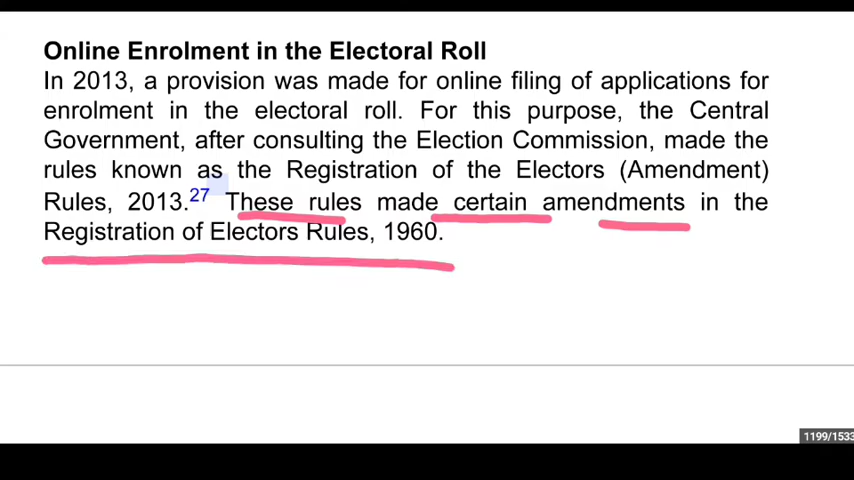 Online Enrolment in the Electoral Roll
In 2013, a provision was made for online filing of applications for
enrolment in the electoral roll. For this purpose, the Central
Government, after consulting the Election Commission, made the
rules known as the Registration of the Electors (Amendment)
Rules, 2013.27 These rules made certain amendments in the
Registration of Electors Rules, 1960.
1199/1533